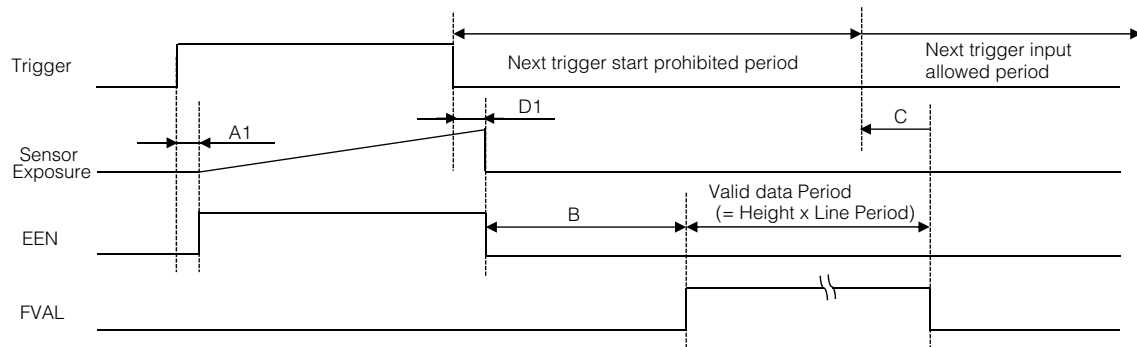 Trigger
Next trigger start prohibited period
Next trigger input
allowed period
A1
D1
C
Sensor
Exposure
Valid data Period
(= Height x Line Period)
B
EEN
FVAL